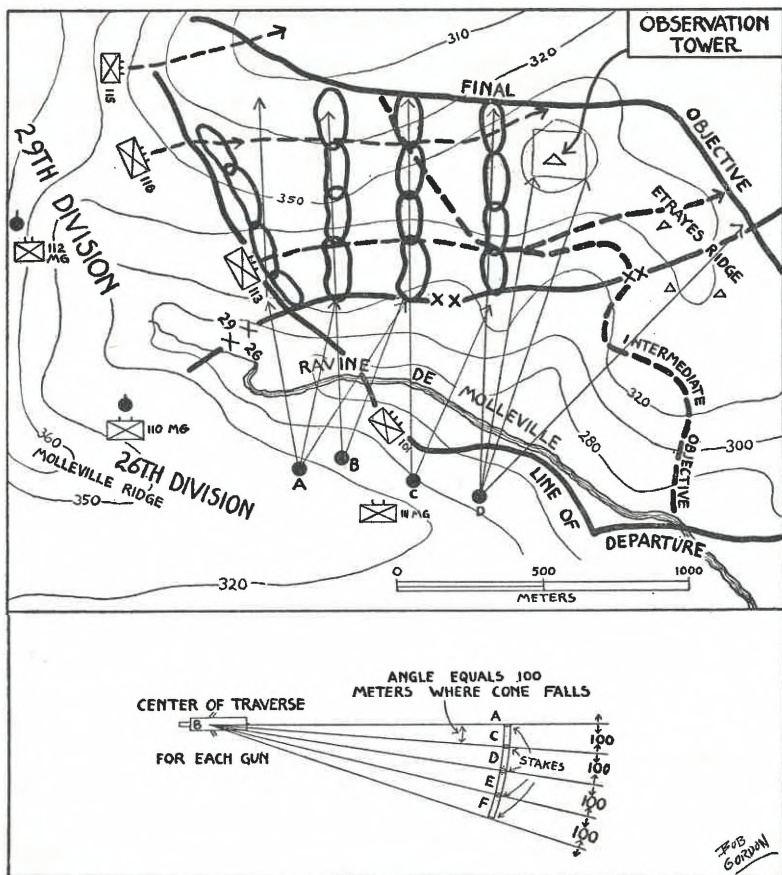 OBSERVATION
TOWER
310
320
115
FINAL
OBJECTIVE
116
29TH DIVISION
350
ETRAYES
RIDGE
112
MG
113
XX
XX
29
26
RAVINE DE MOLLEVILLE
INTERMEDIATE
OBJECTIVE
320
300
280
101
110 MG
360
MOLLEVILLE RIDGE
26TH DIVISION
350
A
B
C
D
111 MG
LINE OF
DEPARTURE
320
0 500 1000
METERS
ANGLE EQUALS 100
METERS WHERE CONE FALLS
CENTER OF TRAVERSE
B
FOR EACH GUN
A
C
D
E
F
STAKES
100
100
100
100
BOB
GORDON